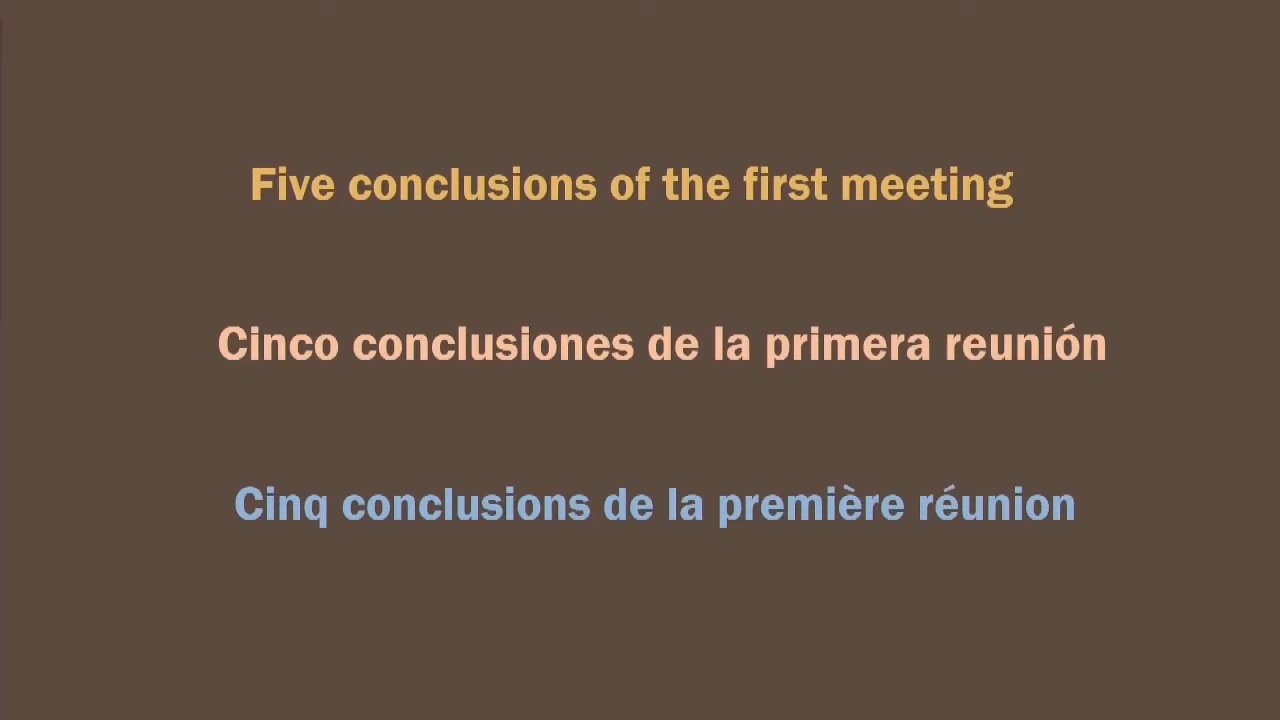 Five conclusions of the first meeting
Cinco conclusiones de la primera reunión
Cinq conclusions de la première réunion